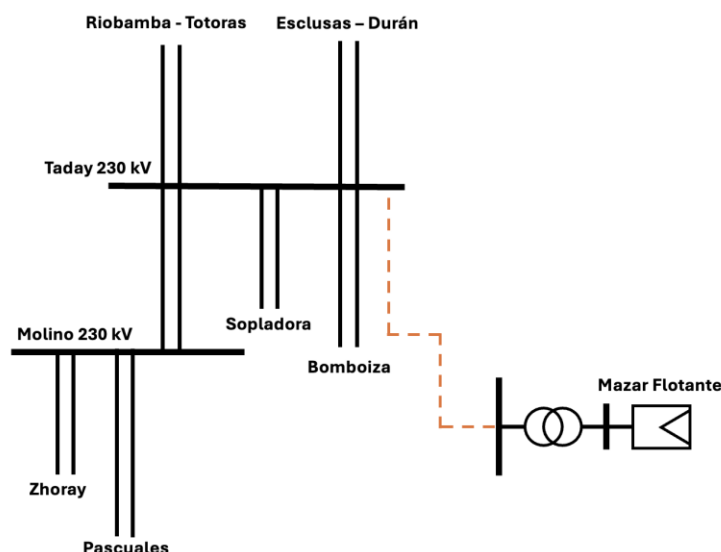 Riobamba - Totoras
Esclusas – Durán
Taday 230 kV
Sopladora
Molino 230 kV
Bomboiza
Mazar Flotante
Zhoray
Pascuales